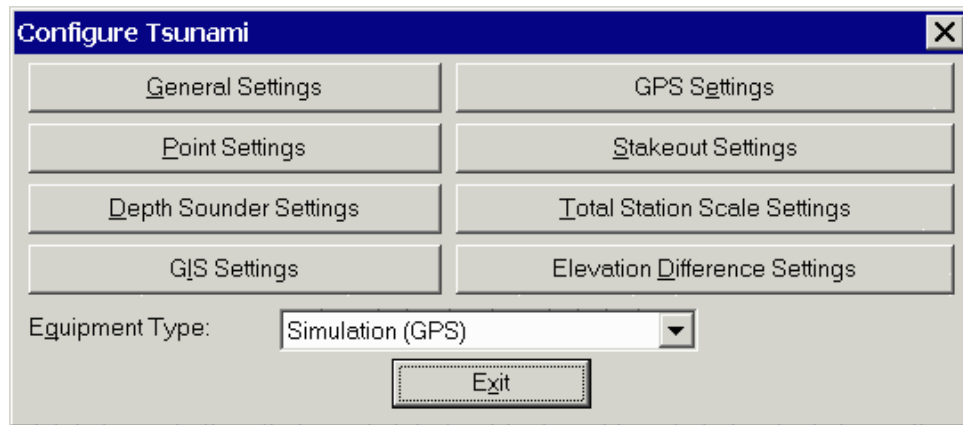 Configure Tsunami
General Settings
GPS Settings
Point Settings
Stakeout Settings
Depth Sounder Settings
Total Station Scale Settings
GIS Settings
Elevation Difference Settings
Equipment Type:
Simulation (GPS)
Exit